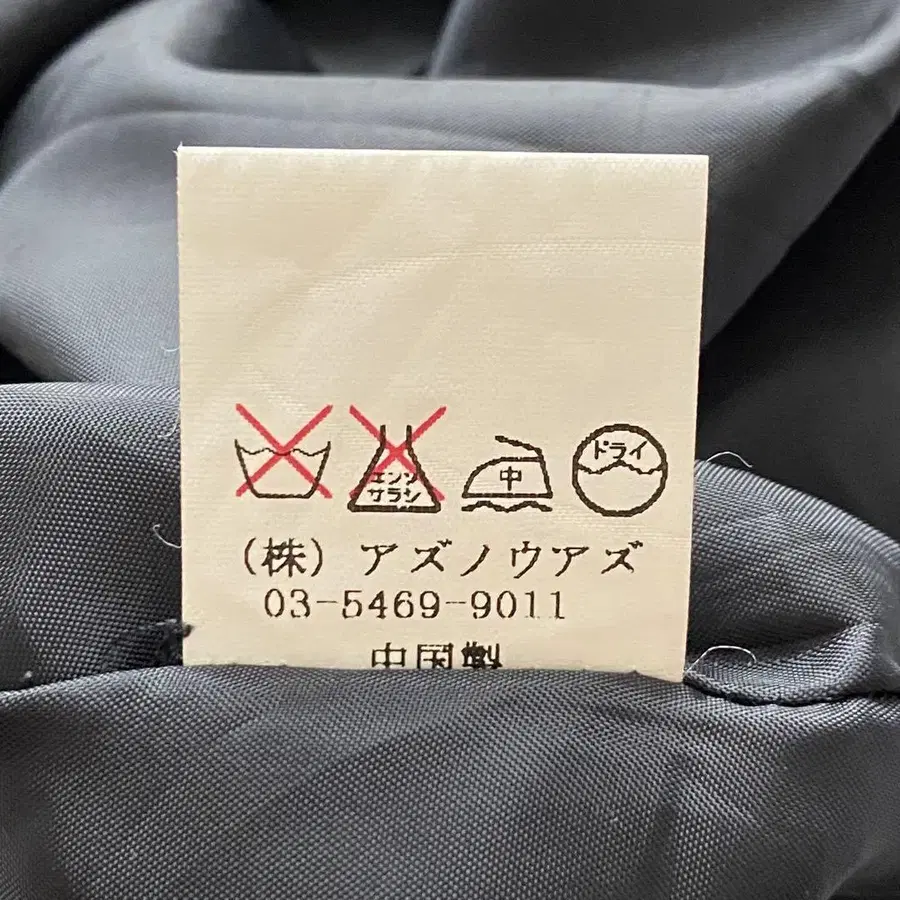 エンソ
サラシ
中
ドライ
(株)アズノウアズ
03-5469-9011
中国製